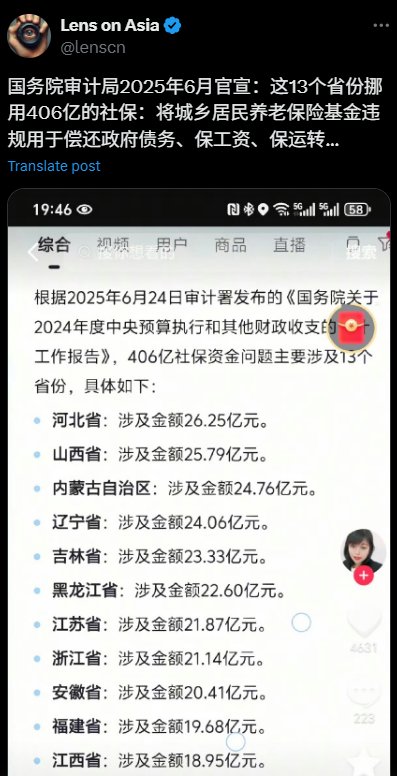 Lens on Asia
@lenscn
国务院审计局2025年6月官宣：这13个省份挪
用406亿的社保：将城乡居民养老保险基金违
规用于偿还政府债务、保工资、保运转...
Translate post
19:46
5G 5G 58
综合 视频 用户 商品 直播
搜索
根据2025年6月24日审计署发布的《国务院关于
2024年度中央预算执行和其他财政收支的 计
工作报告》，406亿社保资金问题主要涉及13个
省份，具体如下：
河北省：涉及金额26.25亿元。
山西省：涉及金额25.79亿元。
内蒙古自治区：涉及金额24.76亿元。
辽宁省：涉及金额24.06亿元。
吉林省：涉及金额23.33亿元。
黑龙江省：涉及金额22.60亿元。
江苏省：涉及金额21.87亿元。
浙江省：涉及金额21.14亿元。
安徽省：涉及金额20.41亿元。
福建省：涉及金额19.68亿元。
江西省：涉及金额18.95亿元。
4631
223